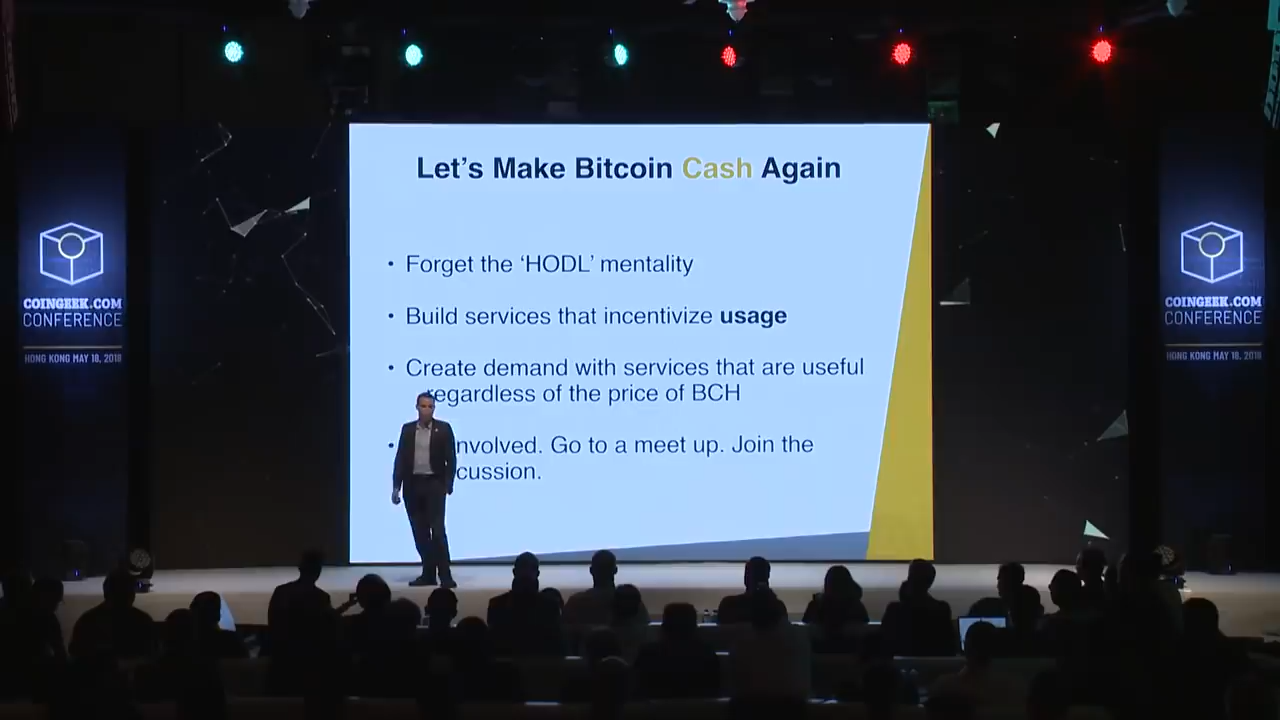 Let's Make Bitcoin Cash Again
• Forget the 'HODL' mentality
• Build services that incentivize usage
• Create demand with services that are useful
regardless of the price of BCH
• nvolved. Go to a meet up. Join the
cussion.
COINGEEK.COM
CONFERENCE
HONG KONG MAY 18, 2018
COINGEEK.COM
CONFERENCE
HONG KONG MAY 18, 2018